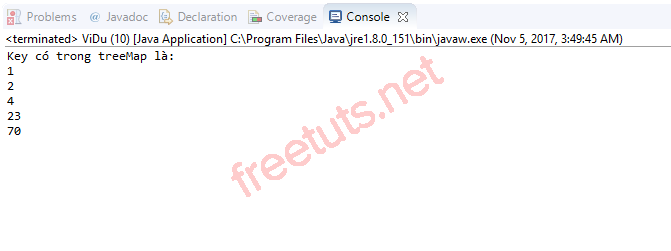 Problems @ Javadoc Declaration Coverage Console
<terminated> ViDu (10) [Java Application] C:\Program Files\Java\jre1.8.0_151\bin\javaw.exe (Nov 5, 2017, 3:49:45 AM)
Key có trong treeMap là:
1
2
4
23
70
freetuts.net